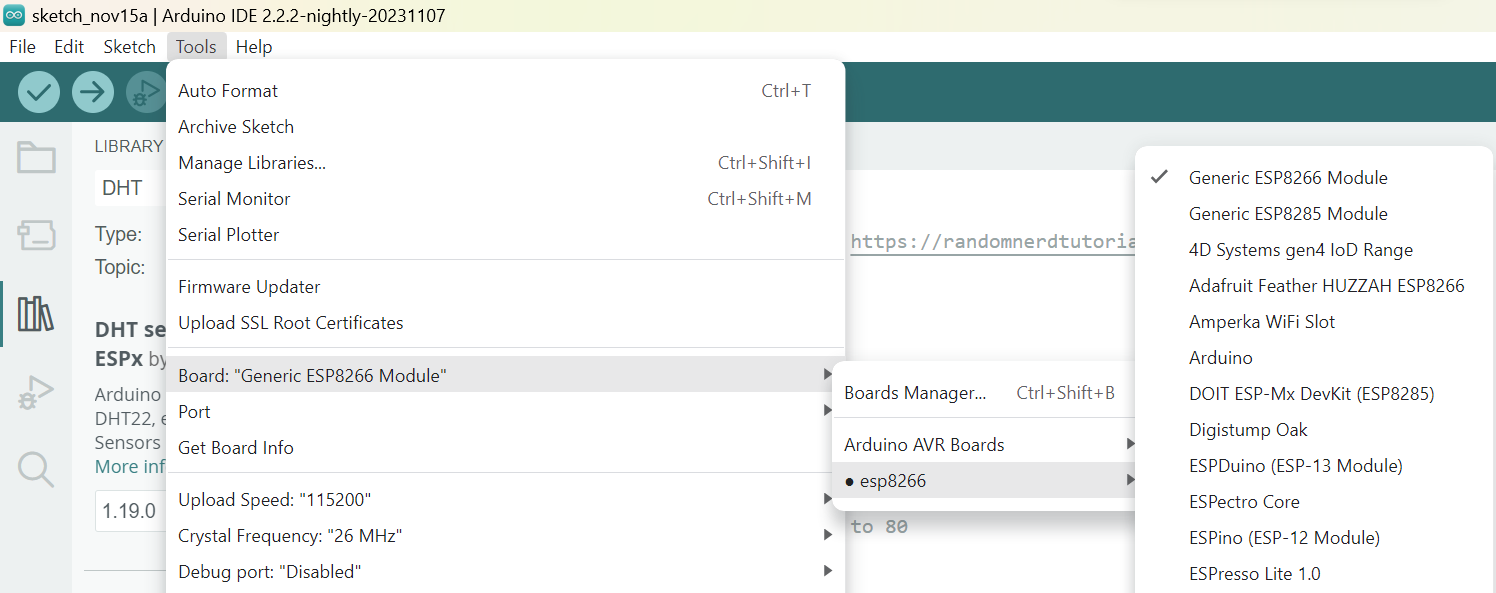 sketch_nov15a | Arduino IDE 2.2.2-nightly-20231107
File Edit Sketch Tools Help
Auto Format Ctrl+T
Archive Sketch
Manage Libraries... Ctrl+Shift+I
Serial Monitor Ctrl+Shift+M
Serial Plotter
Firmware Updater
Upload SSL Root Certificates
Board: "Generic ESP8266 Module"
Port
Get Board Info
Upload Speed: "115200"
Crystal Frequency: "26 MHz"
Debug port: "Disabled"
LIBRARY
DHT
Type:
Topic:
DHT se
ESPx by
Arduino
DHT22, e
Sensors
More inf
1.19.0
https://randomnerdtutoria
to 80
Boards Manager... Ctrl+Shift+B
Arduino AVR Boards
● esp8266
✓ Generic ESP8266 Module
Generic ESP8285 Module
4D Systems gen4 IoD Range
Adafruit Feather HUZZAH ESP8266
Amperka WiFi Slot
Arduino
DOIT ESP-Mx DevKit (ESP8285)
Digistump Oak
ESPDuino (ESP-13 Module)
ESPectro Core
ESPino (ESP-12 Module)
ESPresso Lite 1.0